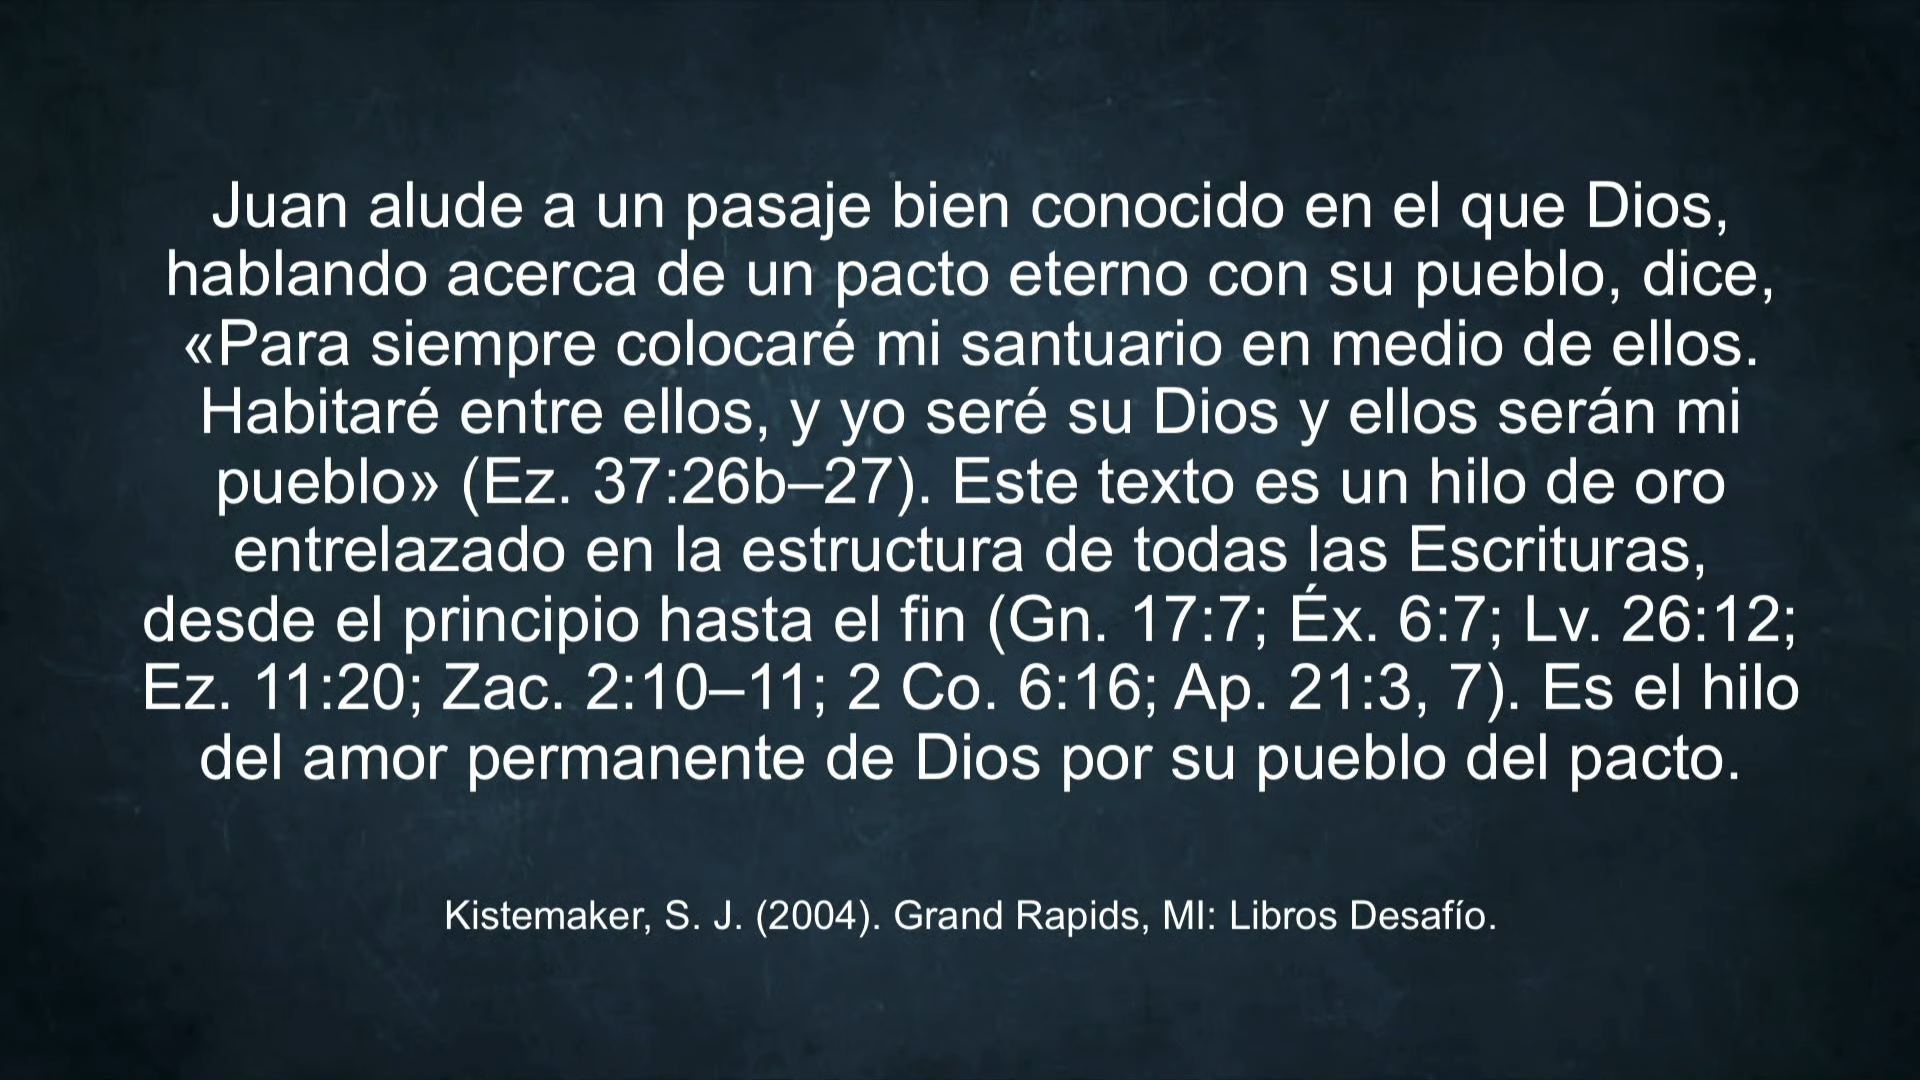 Juan alude a un pasaje bien conocido en el que Dios,
hablando acerca de un pacto eterno con su pueblo, dice,
«Para siempre colocaré mi santuario en medio de ellos.
Habitaré entre ellos, y yo seré su Dios y ellos serán mi
pueblo» (Ez. 37:26b–27). Este texto es un hilo de oro
entrelazado en la estructura de todas las Escrituras,
desde el principio hasta el fin (Gn. 17:7; Éx. 6:7; Lv. 26:12;
Ez. 11:20; Zac. 2:10–11; 2 Co. 6:16; Ap. 21:3, 7). Es el hilo
del amor permanente de Dios por su pueblo del pacto.
Kistemaker, S. J. (2004). Grand Rapids, MI: Libros Desafío.